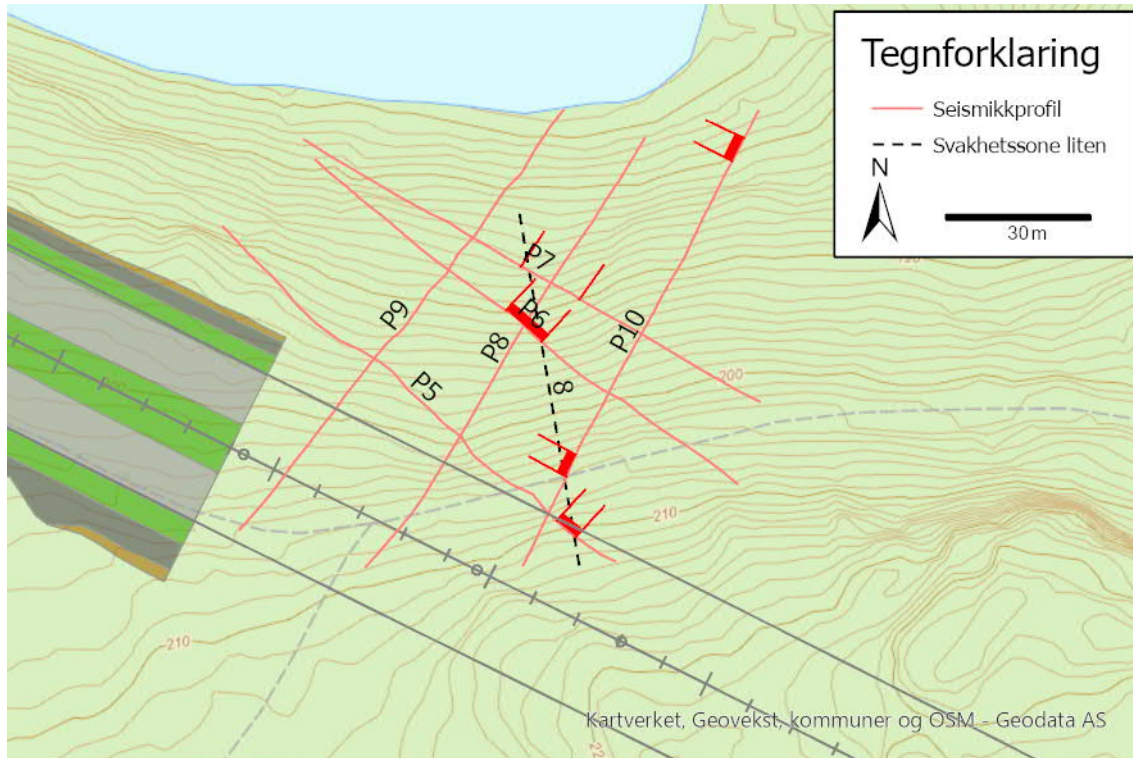 Tegnforklaring
Seismikkprofil
Svakhetssone liten
N
30 m
P7
P6
P9
P8
P10
P5
8
200
210
210
Kartverket, Geovekst, kommuner og OSM - Geodata AS